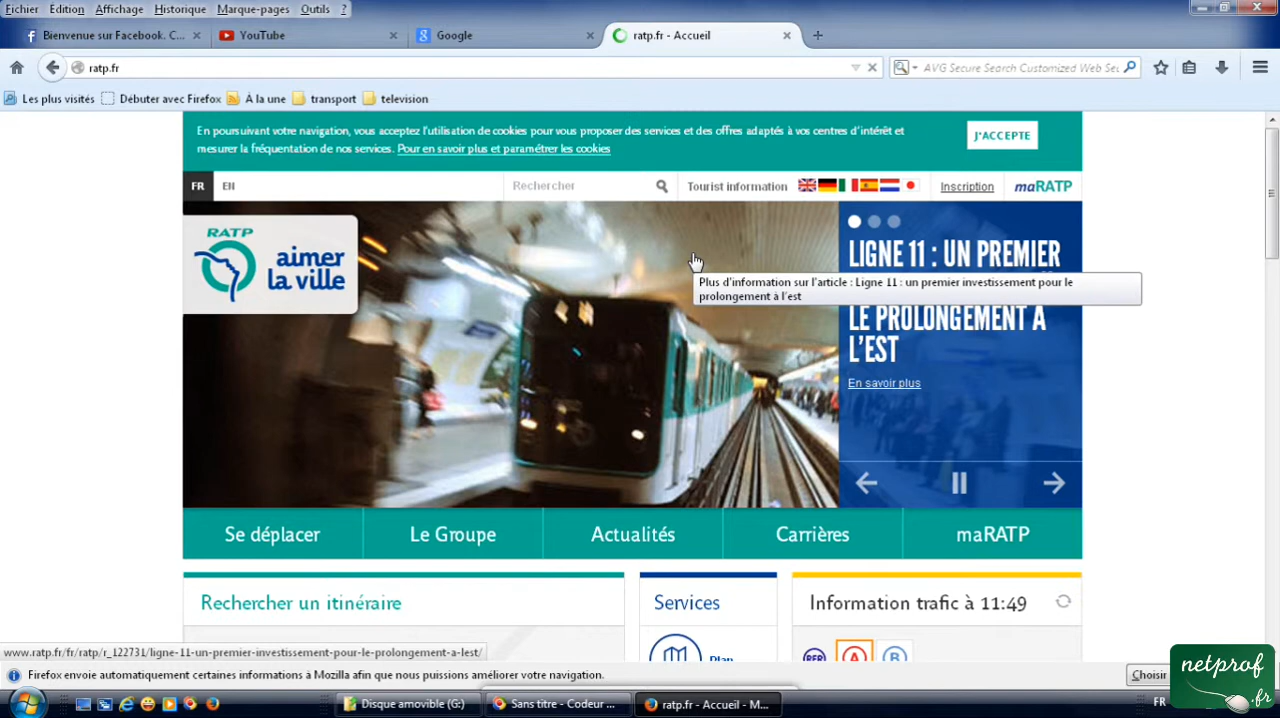 Fichier Édition Affichage Historique Marque-pages Outils ?
Bienvenue sur Facebook. C... YouTube Google ratp.fr - Accueil
ratp.fr AVG Secure Search Customized Web Se
Les plus visités Débuter avec Firefox À la une transport television
En poursuivant votre navigation, vous acceptez l'utilisation de cookies pour vous proposer des services et des offres adaptés à vos centres d'intérêt et
mesurer la fréquentation de nos services. Pour en savoir plus et paramétrer les cookies
J'ACCEPTE
FR EN Rechercher Tourist information Inscription maRATP
RATP
aimer
la ville
LIGNE 11 : UN PREMIER
Plus d'information sur l'article : Ligne 11 : un premier investissement pour le
prolongement à l'est
LE PROLONGEMENT À
L'EST
En savoir plus
Se déplacer Le Groupe Actualités Carrières maRATP
Rechercher un itinéraire Services Information trafic à 11:49
Plan RER A B
www.ratp.fr/fr/ratp/r_122731/ligne-11-un-premier-investissement-pour-le-prolongement-a-lest/
Firefox envoie automatiquement certaines informations à Mozilla afin que nous puissions améliorer votre navigation. Choisir
Disque amovible (G:) Sans titre - Codeur ... ratp.fr - Accueil - M... FR
netprof
.fr